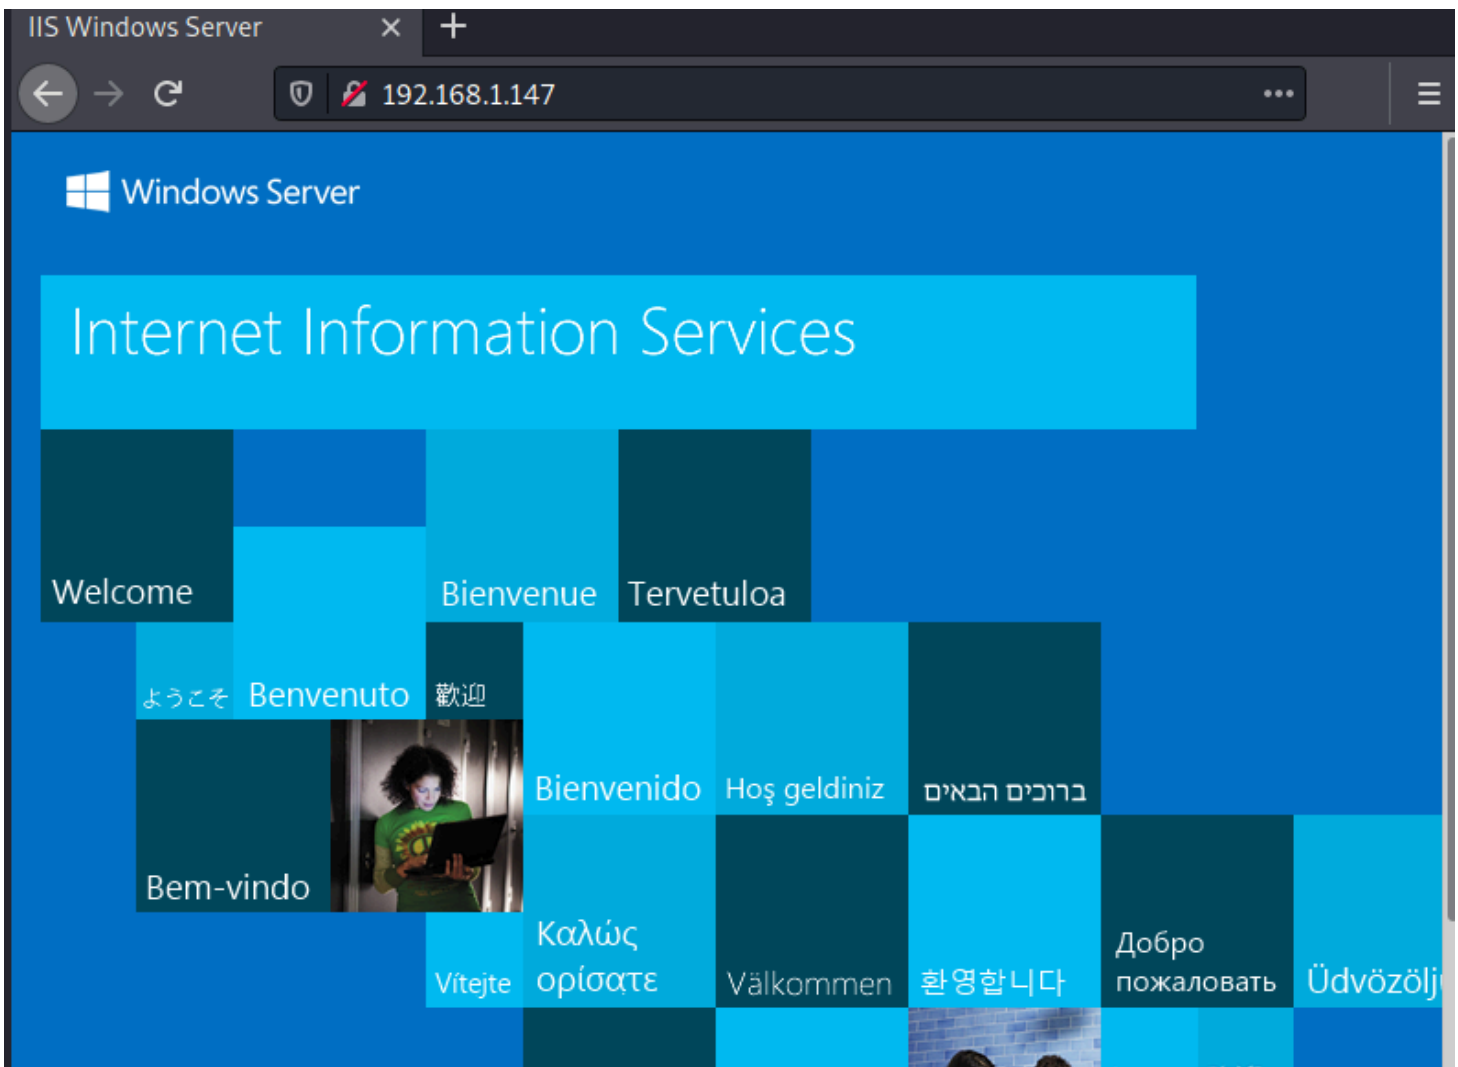 IIS Windows Server
192.168.1.147
Windows Server
Internet Information Services
Welcome
Bienvenue
Tervetuloa
ようこそ
Benvenuto
歡迎
Bienvenido
Hoş geldiniz
ברוכים הבאים
Bem-vindo
Vítejte
Καλώς
ορίσατε
Välkommen
환영합니다
Добро
пожаловать